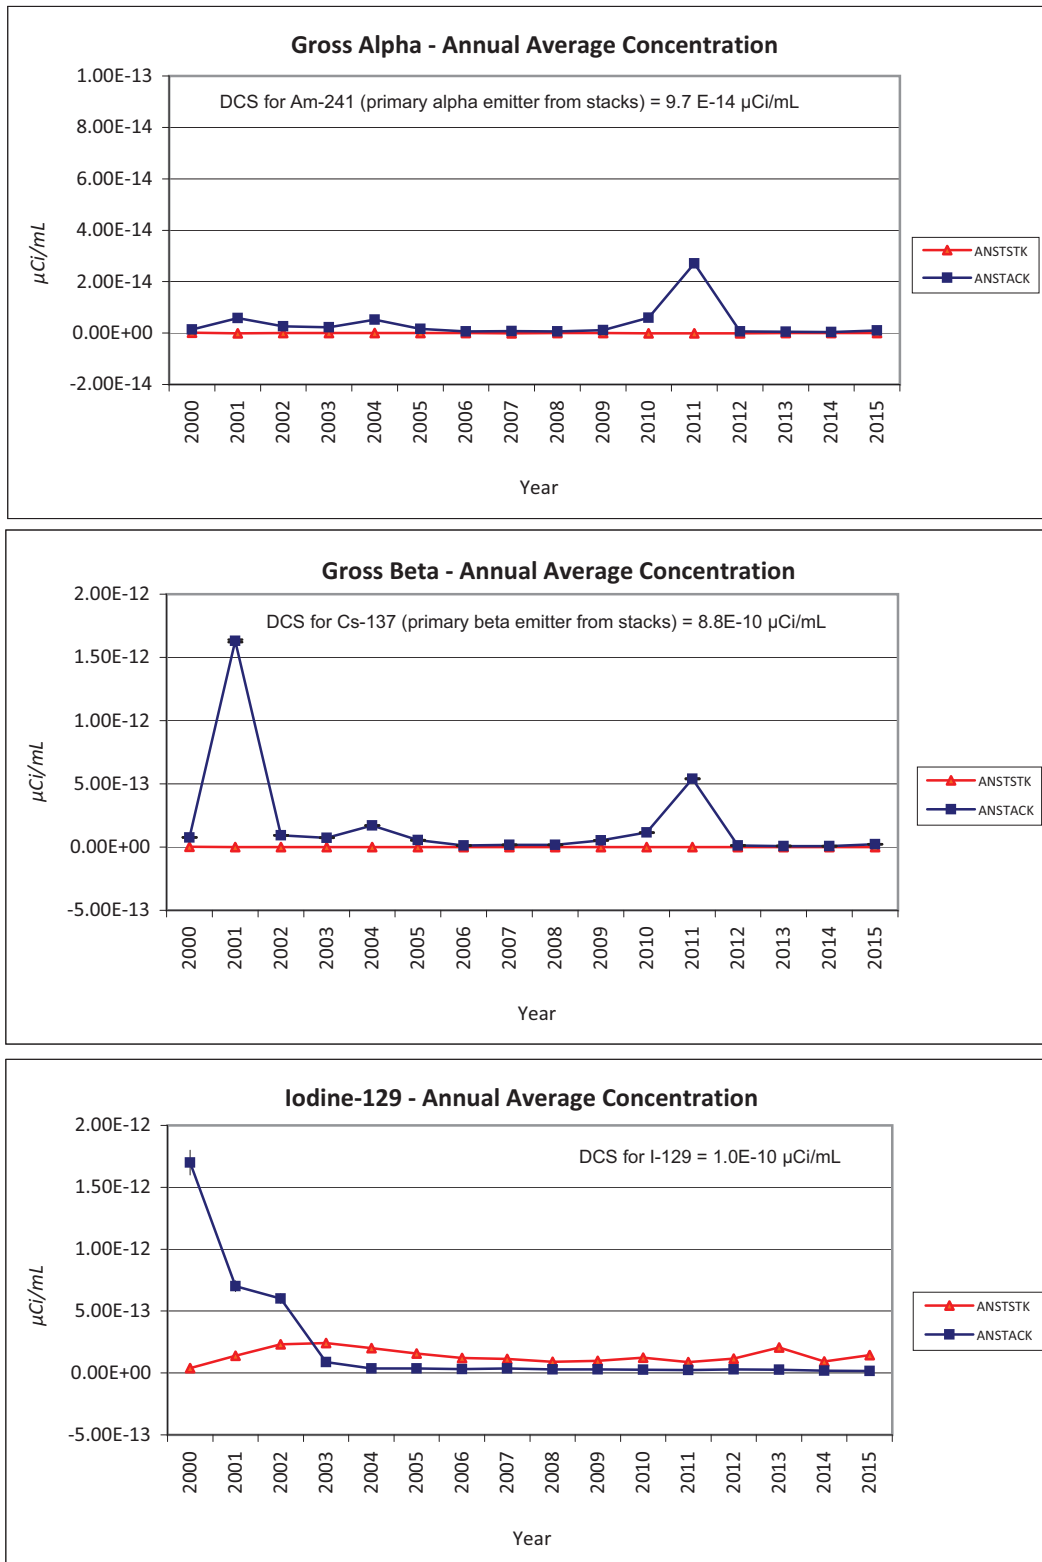 Gross Alpha - Annual Average Concentration
1.00E-13
DCS for Am-241 (primary alpha emitter from stacks) = 9.7 E-14 µCi/mL
8.00E-14
6.00E-14
4.00E-14
2.00E-14
0.00E+00
-2.00E-14
µCi/mL
ANSTSTK
ANSTACK
2000 2001 2002 2003 2004 2005 2006 2007 2008 2009 2010 2011 2012 2013 2014 2015
Year
Gross Beta - Annual Average Concentration
2.00E-12
DCS for Cs-137 (primary beta emitter from stacks) = 8.8E-10 µCi/mL
1.50E-12
1.00E-12
5.00E-13
0.00E+00
-5.00E-13
µCi/mL
ANSTSTK
ANSTACK
2000 2001 2002 2003 2004 2005 2006 2007 2008 2009 2010 2011 2012 2013 2014 2015
Year
Iodine-129 - Annual Average Concentration
2.00E-12
DCS for I-129 = 1.0E-10 µCi/mL
1.50E-12
1.00E-12
5.00E-13
0.00E+00
-5.00E-13
µCi/mL
ANSTSTK
ANSTACK
2000 2001 2002 2003 2004 2005 2006 2007 2008 2009 2010 2011 2012 2013 2014 2015
Year